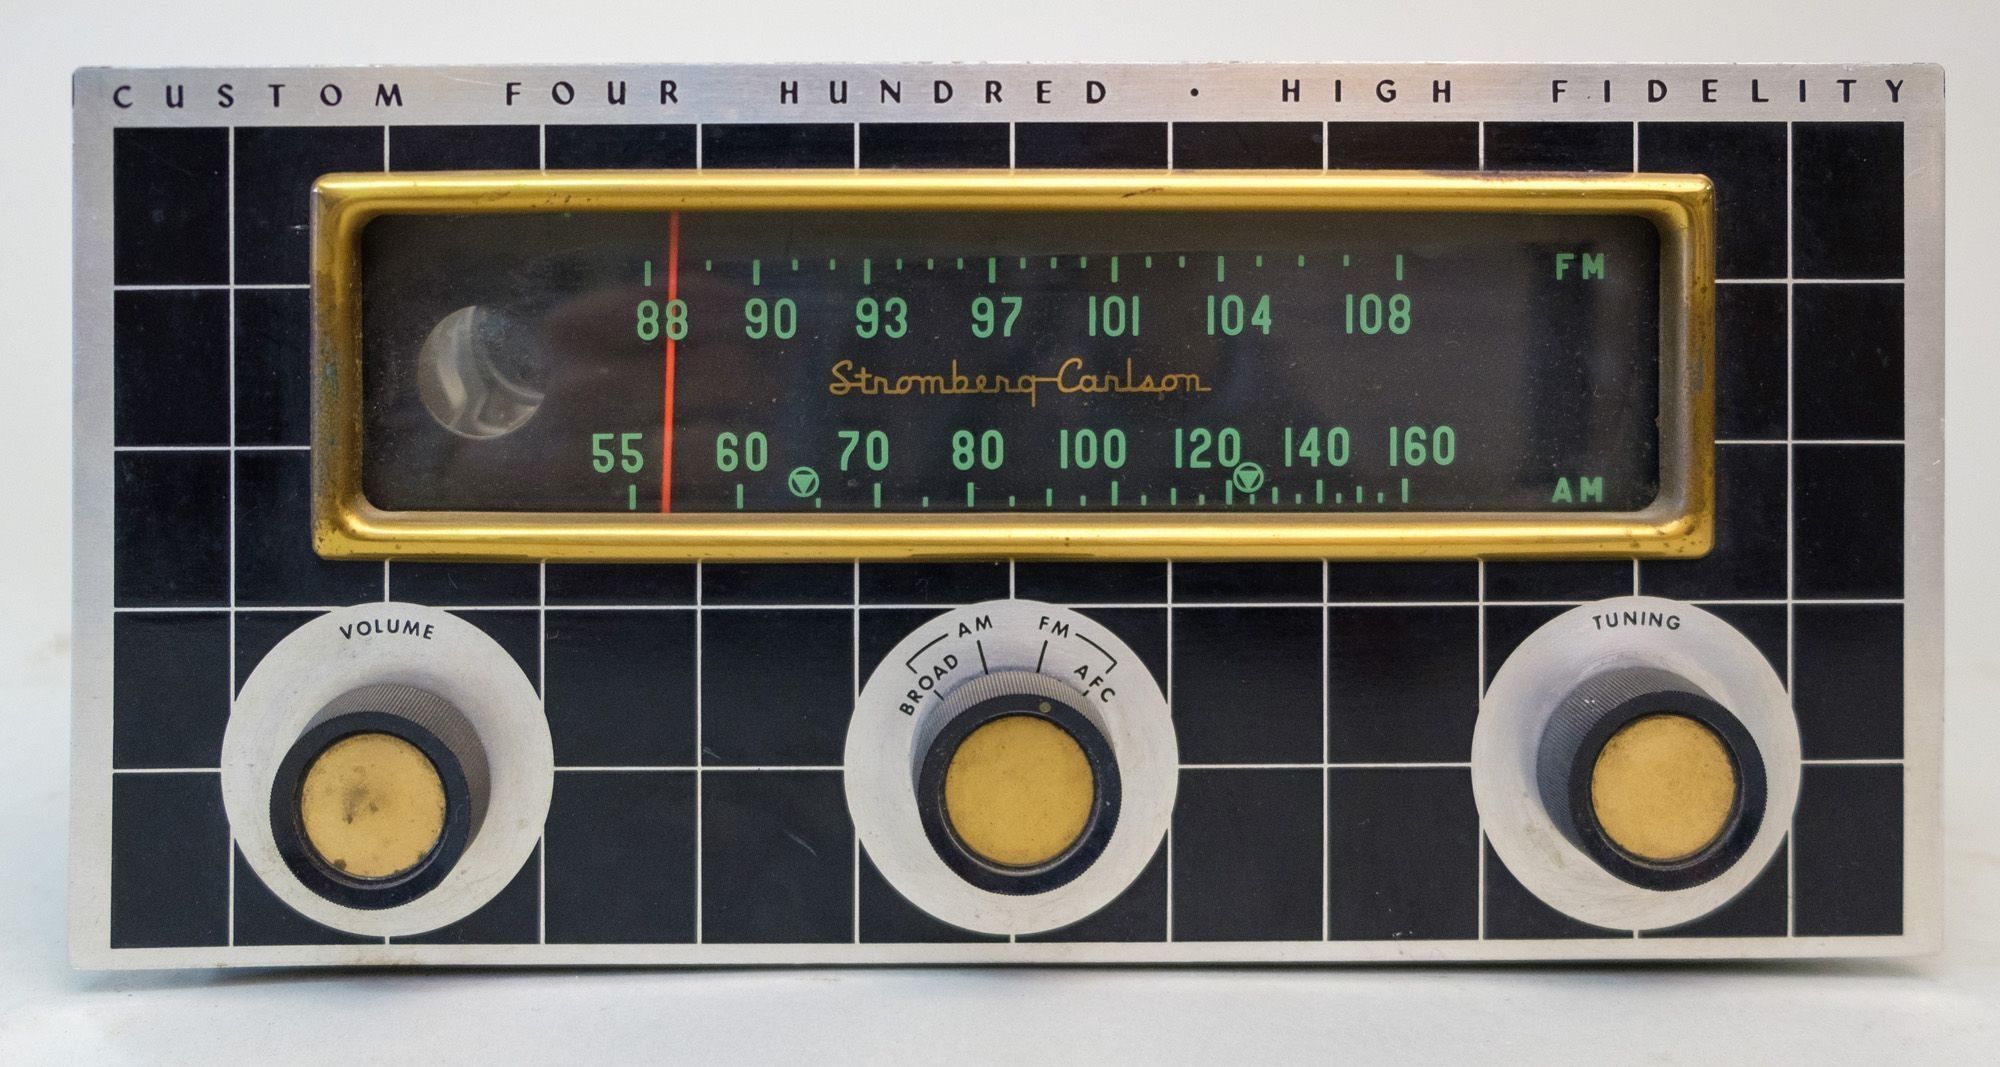 CUSTOM FOUR HUNDRED • HIGH FIDELITY
FM
88 90 93 97 101 104 108
Stromberg-Carlson
55 60 70 80 100 120 140 160
AM
VOLUME
AM FM
BROAD AFC
TUNING